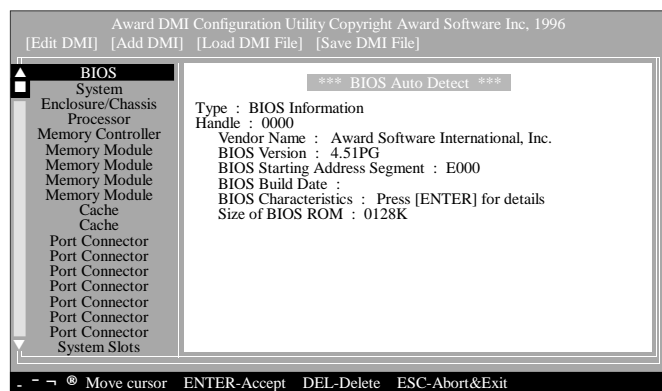 Award DMI Configuration Utility Copyright Award Software Inc, 1996
[Edit DMI] [Add DMI] [Load DMI File] [Save DMI File]
BIOS
System
Enclosure/Chassis
Processor
Memory Controller
Memory Module
Memory Module
Memory Module
Memory Module
Cache
Cache
Port Connector
Port Connector
Port Connector
Port Connector
Port Connector
Port Connector
Port Connector
System Slots
*** BIOS Auto Detect ***
Type : BIOS Information
Handle : 0000
Vendor Name : Award Software International, Inc.
BIOS Version : 4.51PG
BIOS Starting Address Segment : E000
BIOS Build Date :
BIOS Characteristics : Press [ENTER] for details
Size of BIOS ROM : 0128K
- ¯ ¬ ® Move cursor ENTER-Accept DEL-Delete ESC-Abort&Exit